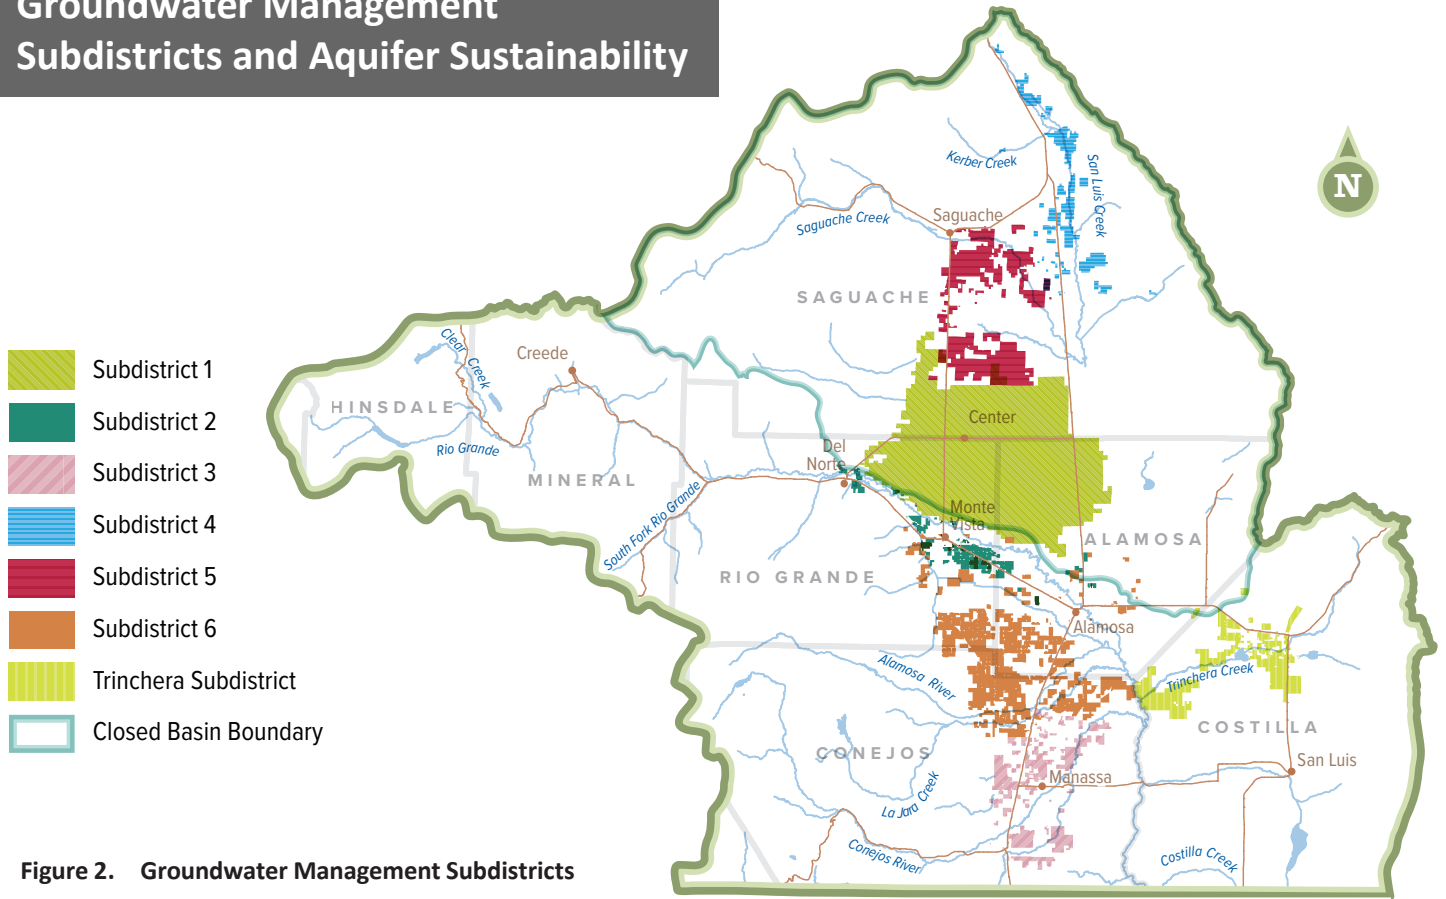 Groundwater Management
Subdistricts and Aquifer Sustainability
N
Kerber Creek
San Luis Creek
Saguache
Saguache Creek
SAGUACHE
Clear Creek
Creede
HINSDALE
Rio Grande
MINERAL
South Fork Rio Grande
Center
Del
Norte
Monte
Vista
ALAMOSA
RIO GRANDE
Alamosa
Alamosa River
Trinchera Creek
COSTILLA
CONEJOS
San Luis
Manassa
La Jara Creek
Conejos River
Costilla Creek
Subdistrict 1
Subdistrict 2
Subdistrict 3
Subdistrict 4
Subdistrict 5
Subdistrict 6
Trinchera Subdistrict
Closed Basin Boundary
Figure 2. Groundwater Management Subdistricts